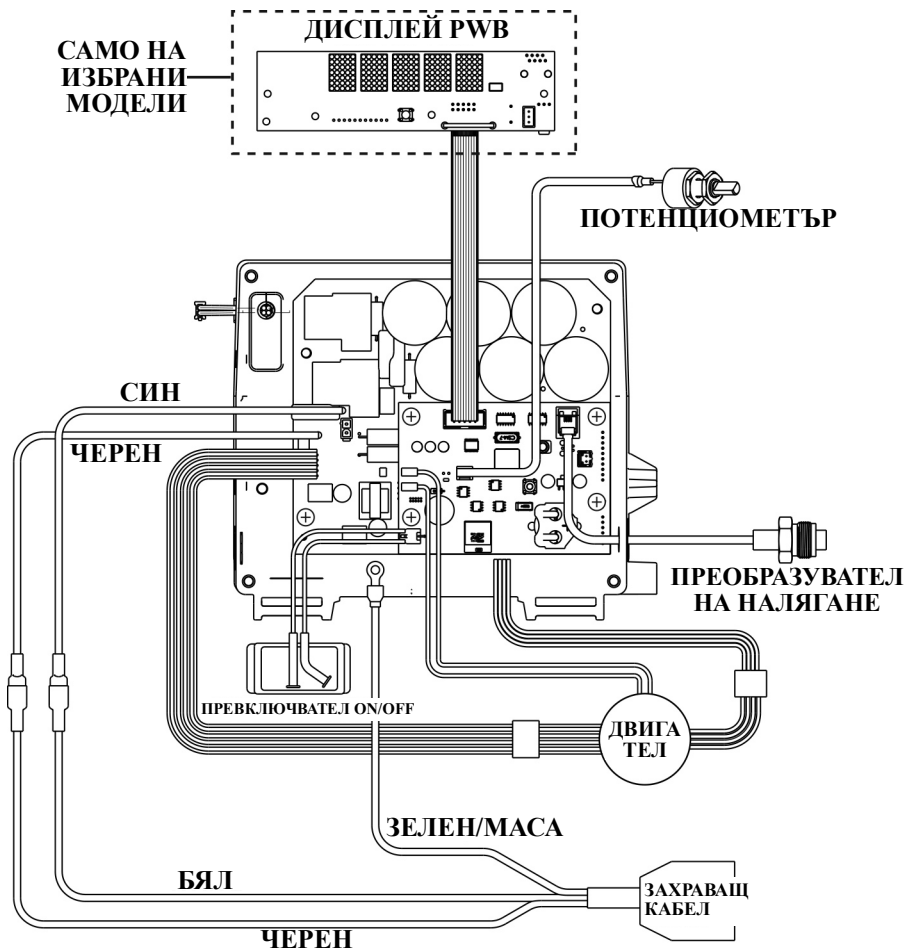 ДИСПЛЕЙ PWB
САМО НА
ИЗБРАНИ
МОДЕЛИ
ПОТЕНЦИОМЕТЪР
СИН
ЧЕРЕН
ПРЕОБРАЗУВАТЕЛ
НА НАЛЯГАНЕ
ПРЕВКЛЮЧВАТЕЛ ON/OFF
ДВИГА
ТЕЛ
ЗЕЛЕН/МАСА
БЯЛ
ЗАХРАВАЩ
КАБЕЛ
ЧЕРЕН